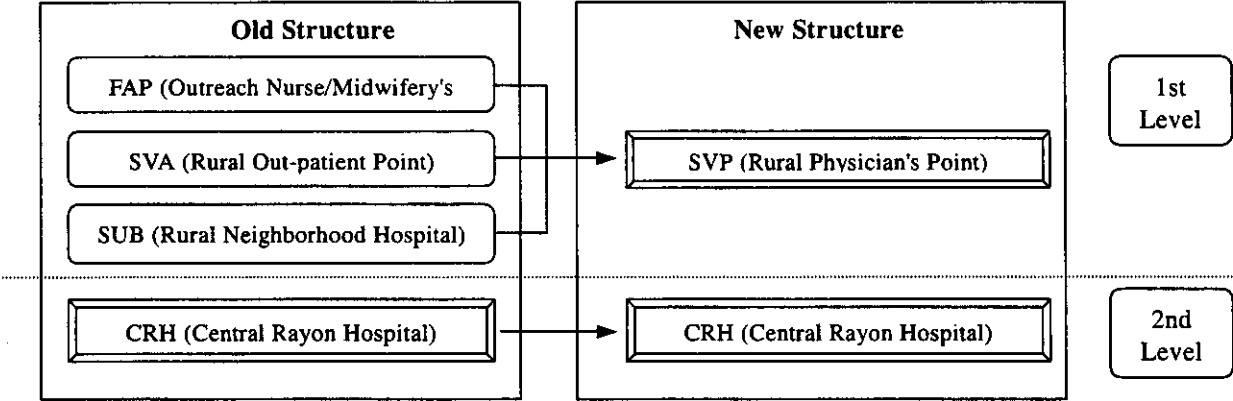 Old Structure
New Structure
FAP (Outreach Nurse/Midwifery's
SVA (Rural Out-patient Point)
SUB (Rural Neighborhood Hospital)
SVP (Rural Physician's Point)
1st
Level
CRH (Central Rayon Hospital)
CRH (Central Rayon Hospital)
2nd
Level